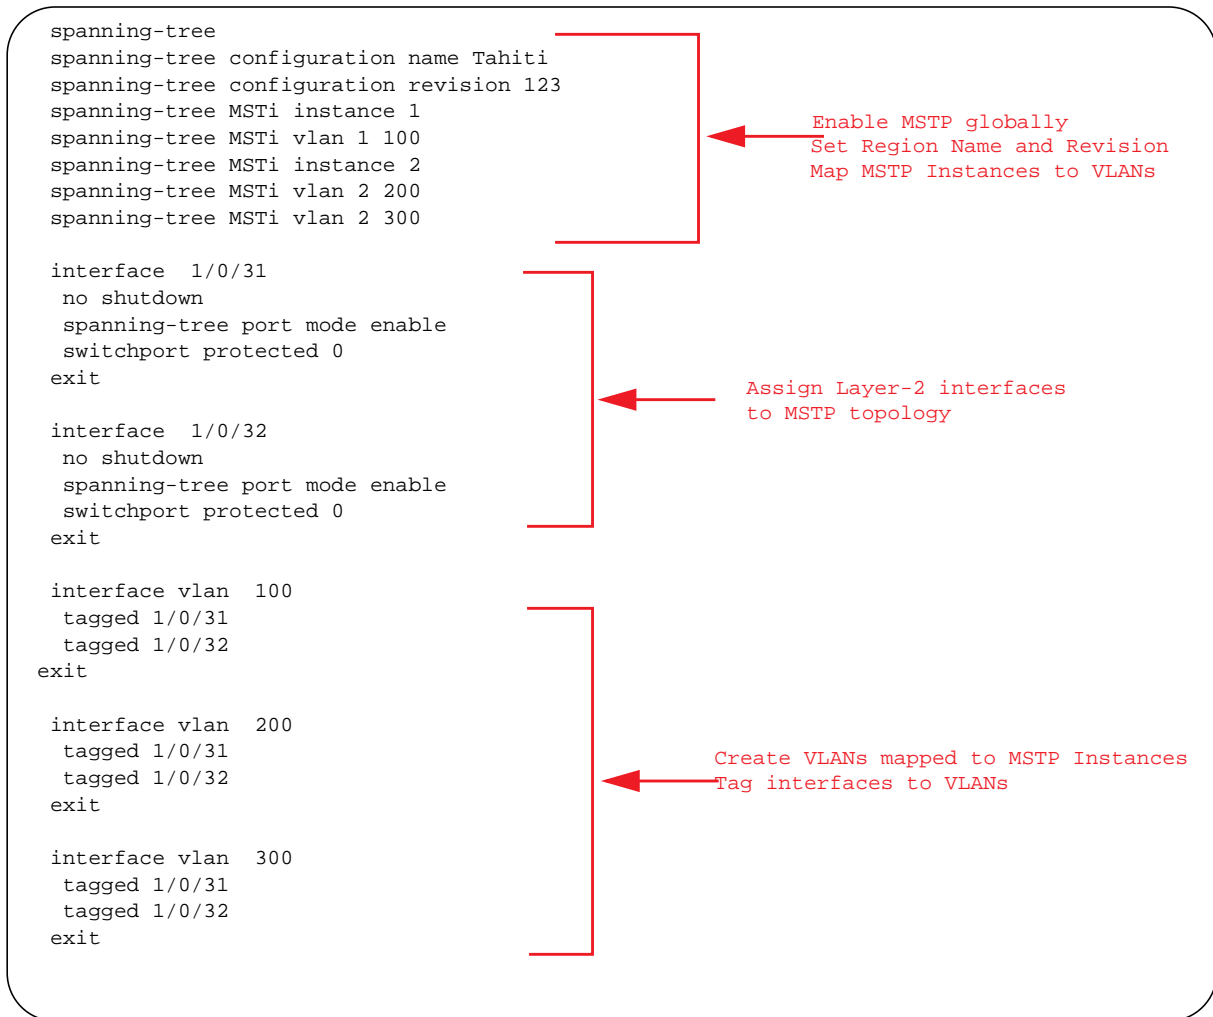 spanning-tree
spanning-tree configuration name Tahiti
spanning-tree configuration revision 123
spanning-tree MSTi instance 1
spanning-tree MSTi vlan 1 100
spanning-tree MSTi instance 2
spanning-tree MSTi vlan 2 200
spanning-tree MSTi vlan 2 300
Enable MSTP globally
Set Region Name and Revision
Map MSTP Instances to VLANs
interface  1/0/31
no shutdown
spanning-tree port mode enable
switchport protected 0
exit
interface  1/0/32
no shutdown
spanning-tree port mode enable
switchport protected 0
exit
Assign Layer-2 interfaces
to MSTP topology
interface vlan  100
tagged 1/0/31
tagged 1/0/32
exit
interface vlan  200
tagged 1/0/31
tagged 1/0/32
exit
interface vlan  300
tagged 1/0/31
tagged 1/0/32
exit
Create VLANs mapped to MSTP Instances
Tag interfaces to VLANs